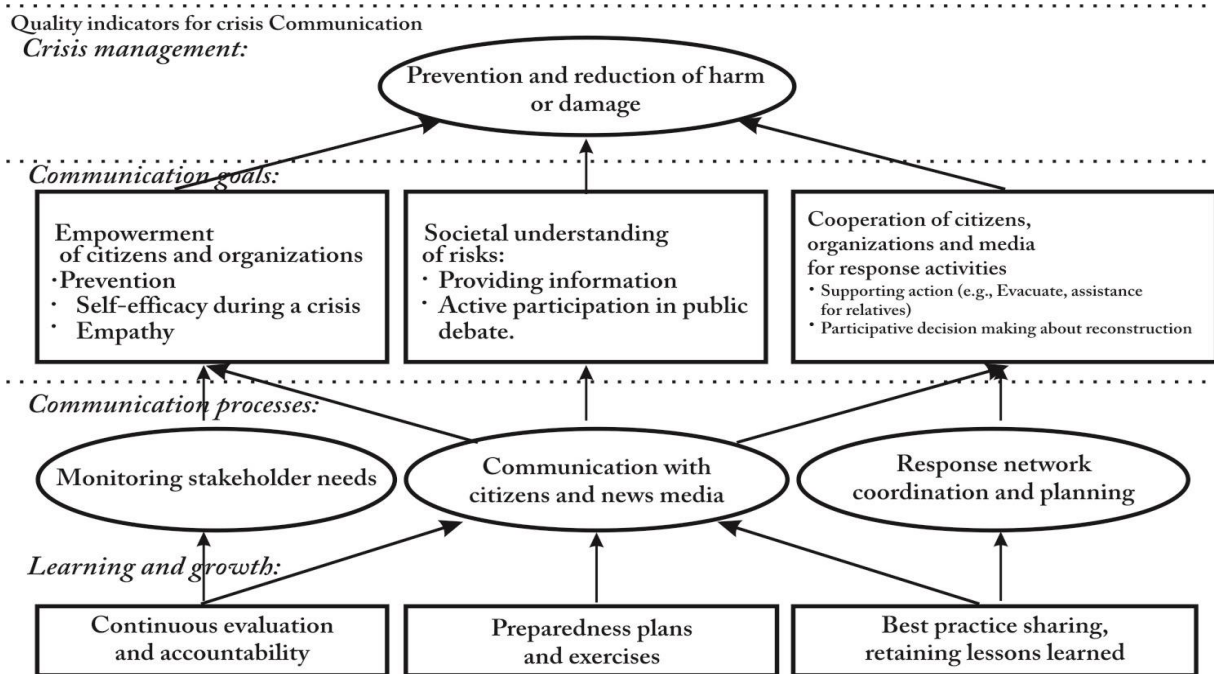 Quality indicators for crisis Communication
Crisis management:
Prevention and reduction of harm
or damage
Communication goals:
Empowerment
of citizens and organizations
·Prevention
Self-efficacy during a crisis
· Empathy
Societal understanding
of risks:
· Providing information
· Active participation in public
debate.
Cooperation of citizens,
organizations and media
for response activities
· Supporting action (e.g., Evacuate, assistance
for relatives)
· Participative decision making about reconstruction
Communication processes:
Monitoring stakeholder needs
Communication with
citizens and news media
Response network
coordination and planning
Learning and growth:
Continuous evaluation
and accountability
Preparedness plans
and exercises
Best practice sharing,
retaining lessons learned